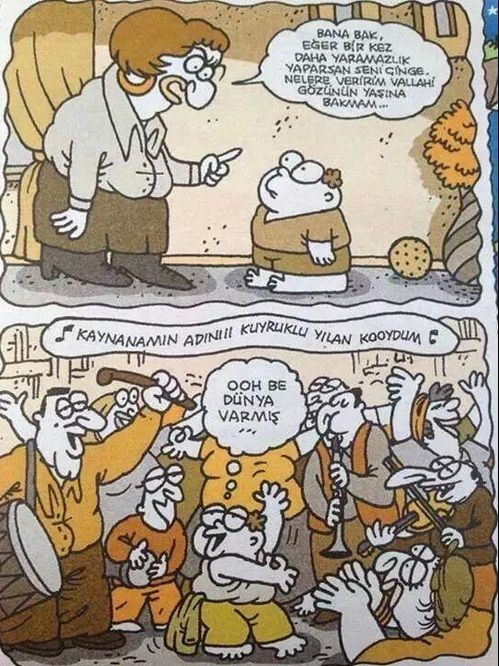 BANA BAK,
EĞER BİR KEZ
DAHA YARAMAZLIK
YAPARSAN SENİ ÇİNGE.
NELERE VERİRİM VALLAHİ
GÖZÜNÜN YAŞINA
BAKMAM...
KAYNANAMIN ADINIII KUYRUKLU YILAN KOOYDUM
OOH BE
DÜNYA
VARMIŞ
...